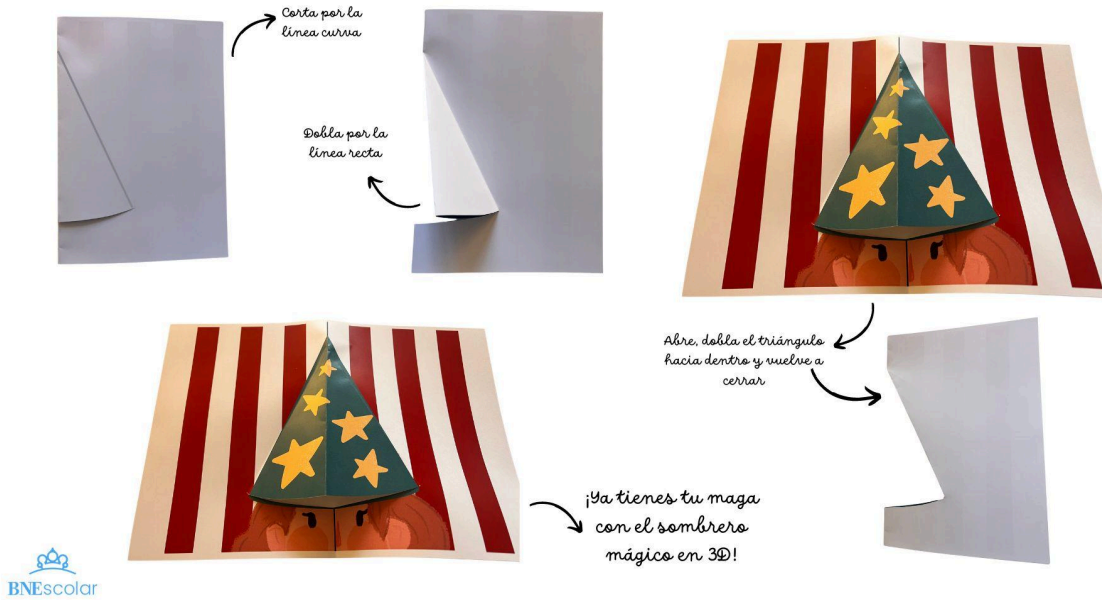 Corta por la
línea curva
Dobla por la
línea recta
Abre, dobla el triángulo
hacia dentro y vuelve a
cerrar
¡Ya tienes tu maga
con el sombrero
mágico en 3D!
BNEscolar